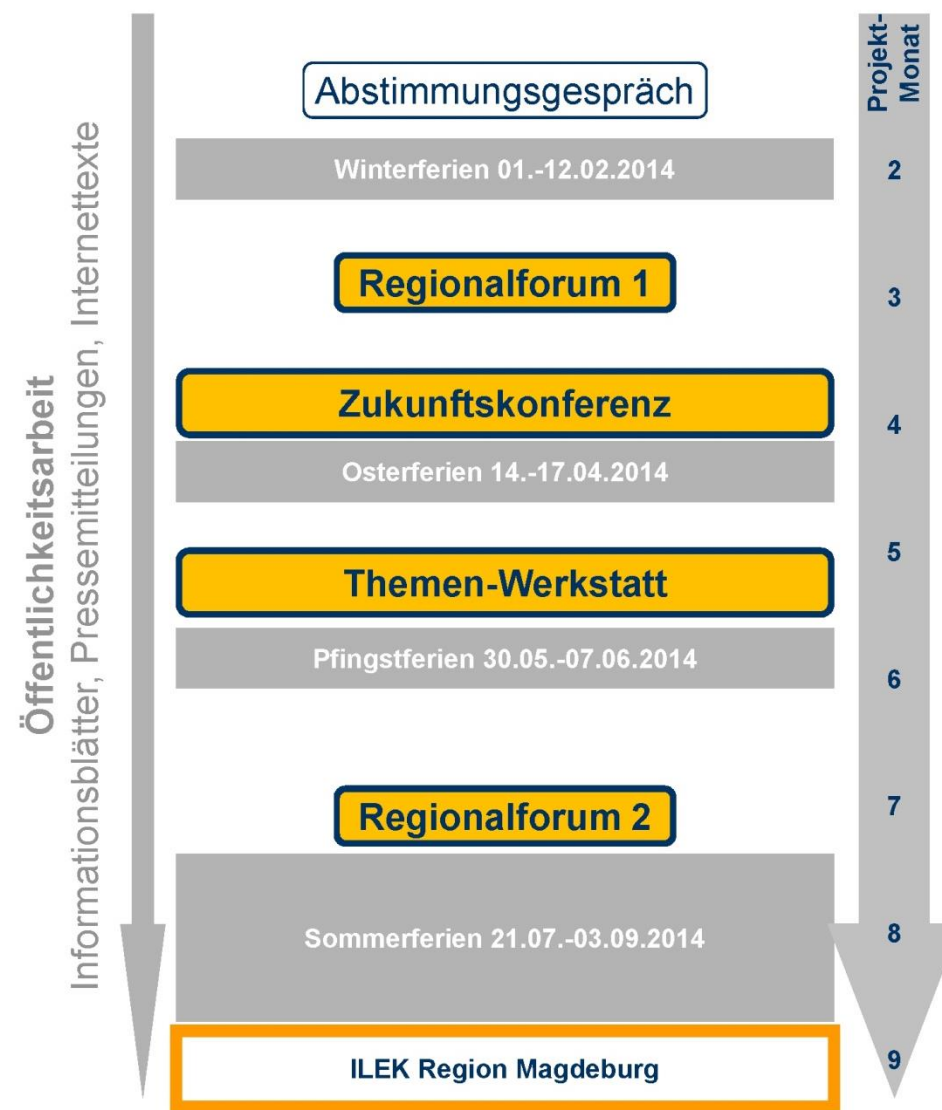 Öffentlichkeitsarbeit
Informationsblätter, Pressemitteilungen, Internettexte
Projekt-
Monat
Abstimmungsgespräch
Winterferien 01.-12.02.2014
2
Regionalforum 1
3
Zukunftskonferenz
4
Osterferien 14.-17.04.2014
5
Themen-Werkstatt
Pfingstferien 30.05.-07.06.2014
6
Regionalforum 2
7
Sommerferien 21.07.-03.09.2014
8
ILEK Region Magdeburg
9